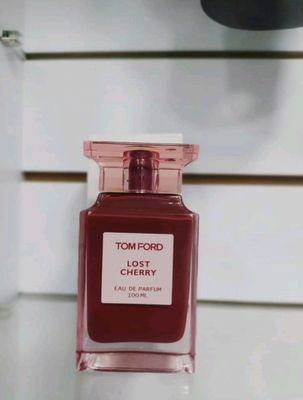 TOM FORD
LOST
CHERRY
EAU DE PARFUM
100 ML